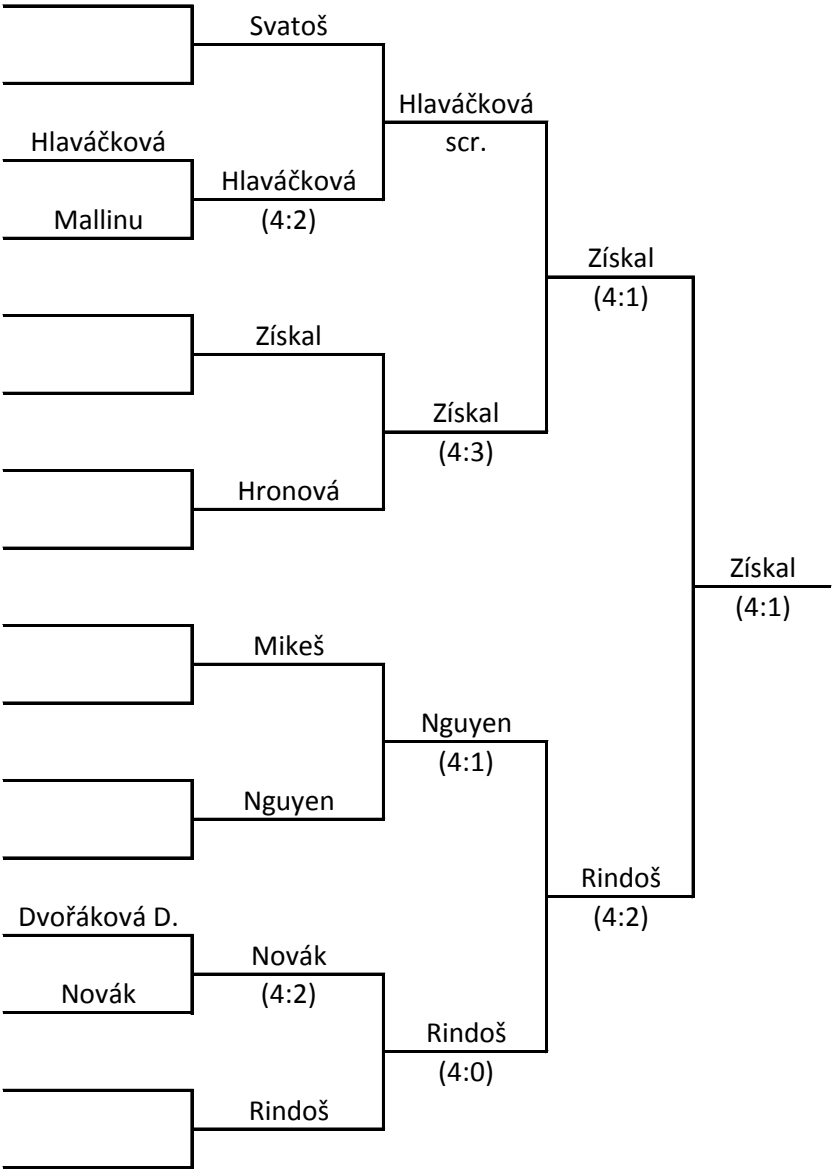 Svatoš
Hlaváčková
scr.
Hlaváčková
Mallinu
Hlaváčková
(4:2)
Získal
(4:1)
Získal
Získal
(4:3)
Hronová
Získal
(4:1)
Mikeš
Nguyen
(4:1)
Nguyen
Rindoš
(4:2)
Dvořáková D.
Novák
Novák
(4:2)
Rindoš
(4:0)
Rindoš